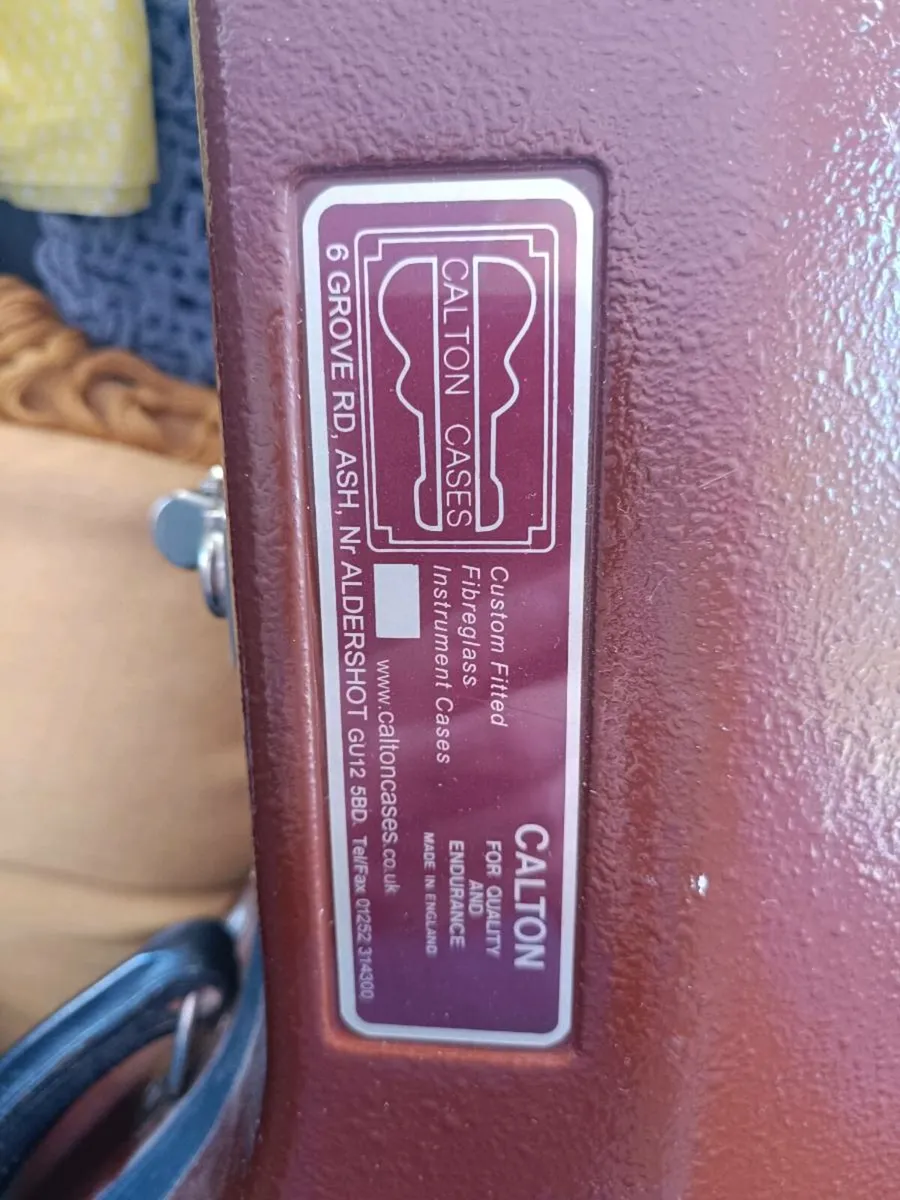 CALTON CASES
Custom Fitted
Fibreglass
Instrument Cases
CALTON
FOR QUALITY
AND
ENDURANCE
MADE IN ENGLAND
www.caltoncases.co.uk
6 GROVE RD, ASH, Nr ALDERSHOT GU12 5BD. Tel/Fax 01252 314300